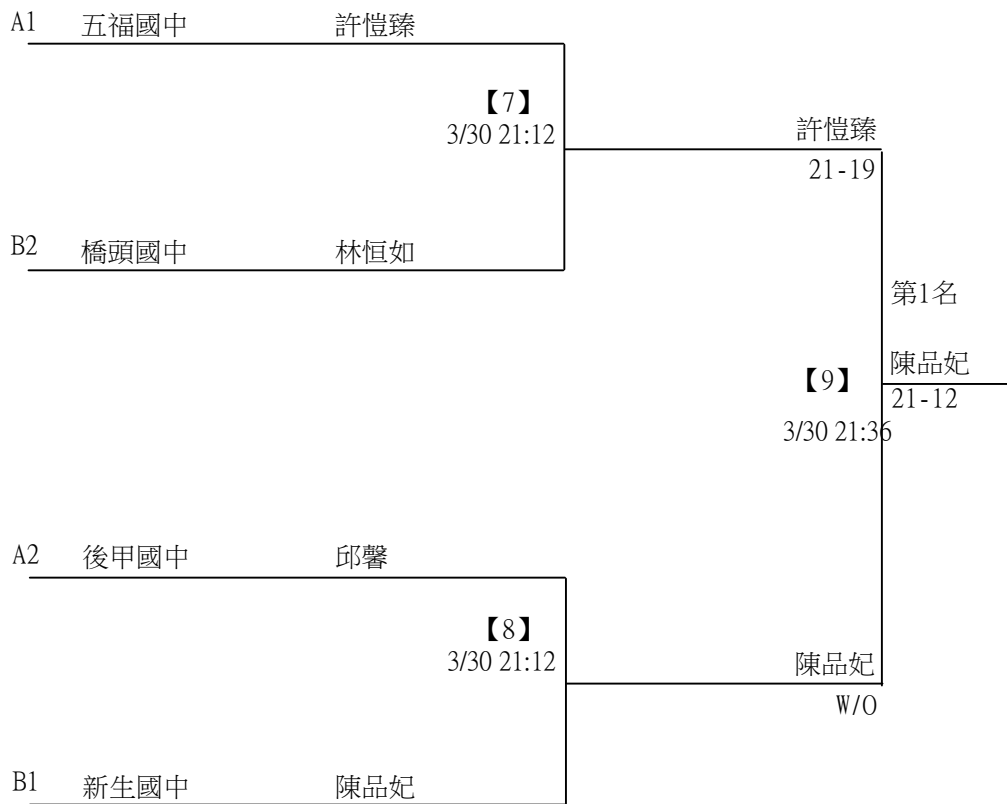 A1 五福國中 許愷臻
【7】
3/30 21:12
許愷臻
21-19
B2 橋頭國中 林恒如
第1名
陳品妃
【9】
21-12
3/30 21:36
A2 後甲國中 邱馨
【8】
3/30 21:12
陳品妃
W/O
B1 新生國中 陳品妃